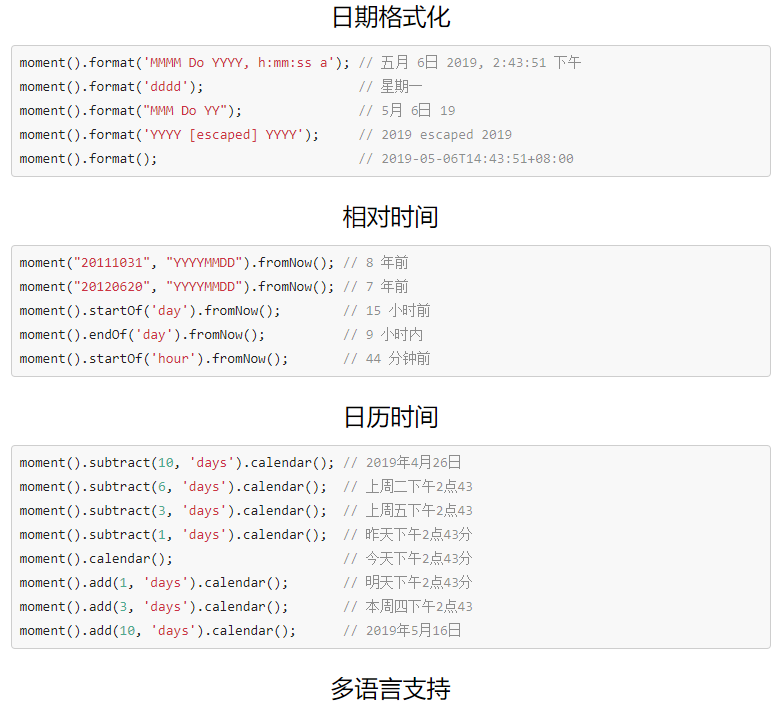 日期格式化
moment().format('MMMM Do YYYY, h:mm:ss a'); // 五月 6日 2019, 2:43:51 下午
moment().format('dddd');                    // 星期一
moment().format("MMM Do YY");               // 5月 6日 19
moment().format('YYYY [escaped] YYYY');     // 2019 escaped 2019
moment().format();                          // 2019-05-06T14:43:51+08:00
相对时间
moment("20111031", "YYYYMMDD").fromNow(); // 8 年前
moment("20120620", "YYYYMMDD").fromNow(); // 7 年前
moment().startOf('day').fromNow();        // 15 小时前
moment().endOf('day').fromNow();          // 9 小时内
moment().startOf('hour').fromNow();       // 44 分钟前
日历时间
moment().subtract(10, 'days').calendar(); // 2019年4月26日
moment().subtract(6, 'days').calendar();  // 上周二下午2点43
moment().subtract(3, 'days').calendar();  // 上周五下午2点43
moment().subtract(1, 'days').calendar();  // 昨天下午2点43分
moment().calendar();                      // 今天下午2点43分
moment().add(1, 'days').calendar();       // 明天下午2点43分
moment().add(3, 'days').calendar();       // 本周四下午2点43
moment().add(10, 'days').calendar();      // 2019年5月16日
多语言支持